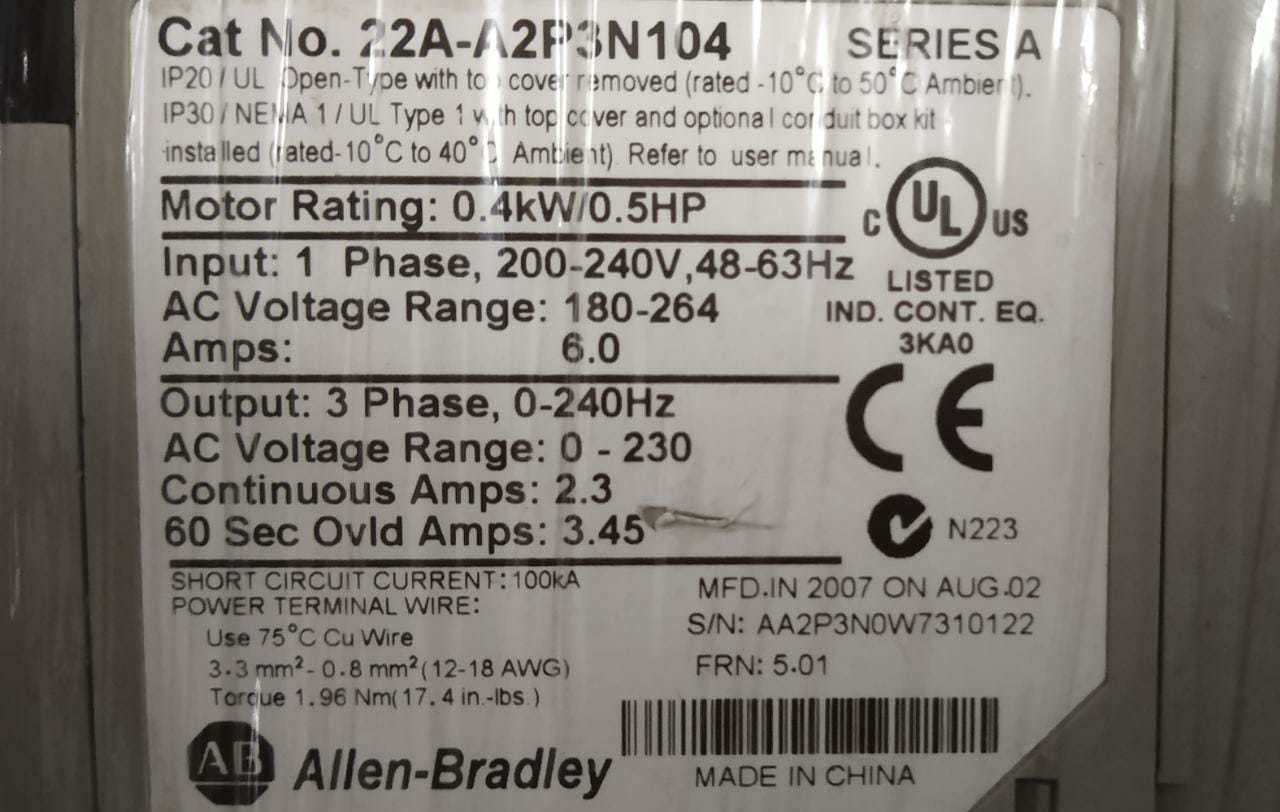 Cat No. 22A-A2P3N104
SERIES A
IP20 / UL Open-Type with top cover removed (rated -10°C to 50°C Ambient).
IP30 / NEMA 1 / UL Type 1 with top cover and optional conduit box kit
installed (rated-10°C to 40°C Ambient). Refer to user manual.
Motor Rating: 0.4kW/0.5HP
Input: 1 Phase, 200-240V,48-63Hz
AC Voltage Range: 180-264
Amps: 6.0
C UL US
LISTED
IND. CONT. EQ.
3KA0
CE
Output: 3 Phase, 0-240Hz
AC Voltage Range: 0 - 230
Continuous Amps: 2.3
60 Sec Ovld Amps: 3.45
N223
SHORT CIRCUIT CURRENT: 100kA
POWER TERMINAL WIRE:
Use 75°C Cu Wire
3.3 mm²- 0.8 mm²(12-18 AWG)
Torque 1.96 Nm(17.4 in.-lbs.)
MFD.IN 2007 ON AUG.02
S/N: AA2P3N0W7310122
FRN: 5.01
AB Allen-Bradley
MADE IN CHINA